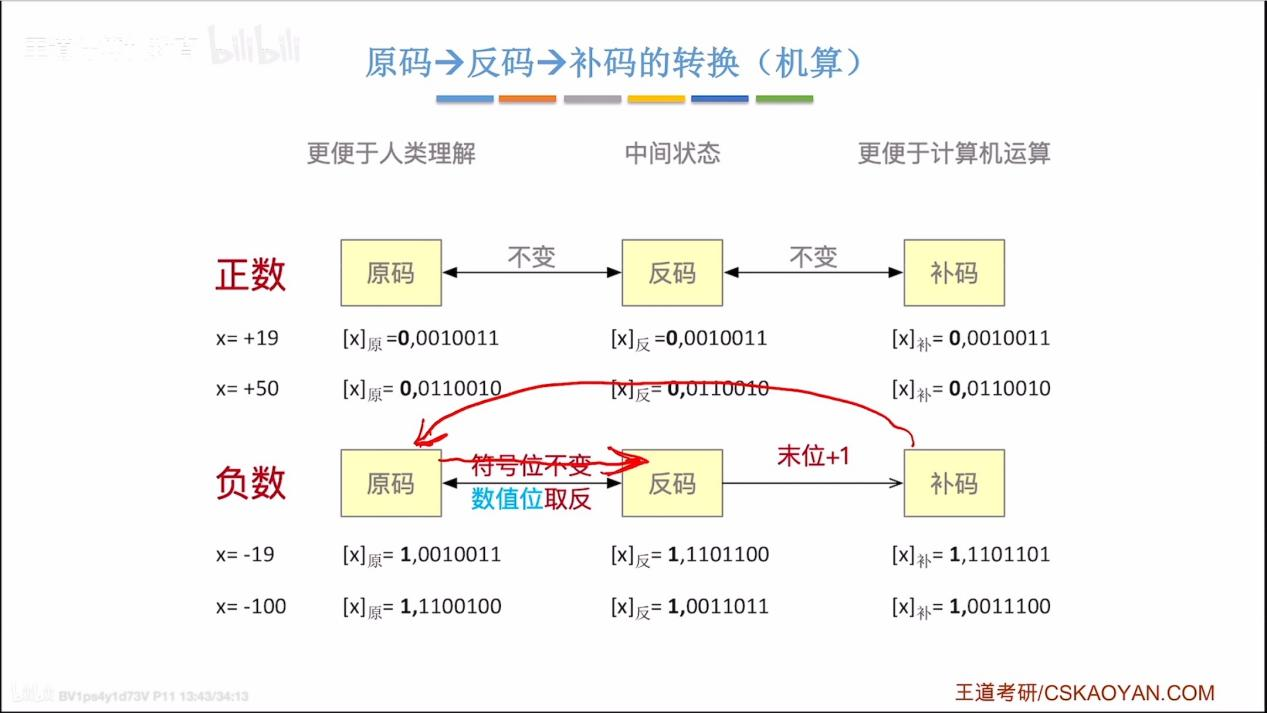 bilibili
原码→反码→补码的转换（机算）
更便于人类理解 中间状态 更便于计算机运算
正数 原码 不变 反码 不变 补码
x= +19 [x]原 =0,0010011 [x]反 =0,0010011 [x]补= 0,0010011
x= +50 [x]原= 0,0110010 [x]反= 0,0110010 [x]补= 0,0110010
符号位不变 末位+1
负数 原码 反码 补码
数值位取反
x= -19 [x]原= 1,0010011 [x]反= 1,1101100 [x]补= 1,1101101
x= -100 [x]原= 1,1100100 [x]反= 1,0011011 [x]补= 1,0011100
bilibili BV1ps4y1d73V P11 13:43/34:13
王道考研/CSKAOYAN.COM